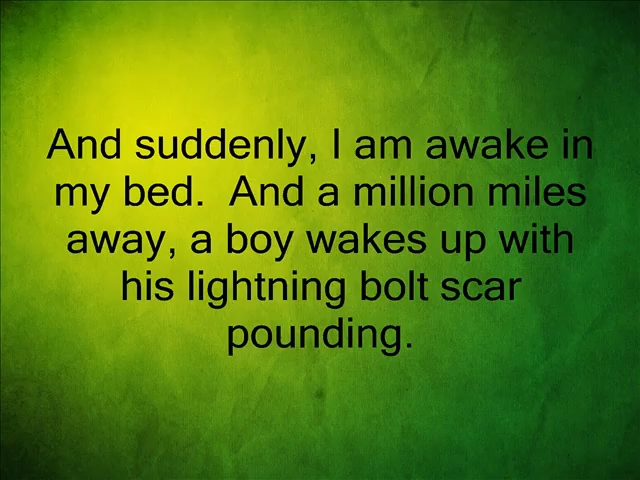 And suddenly, I am awake in
my bed.  And a million miles
away, a boy wakes up with
his lightning bolt scar
pounding.